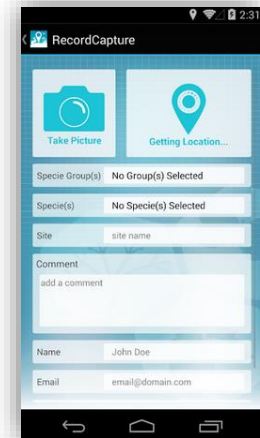 2:31
RecordCapture
Take Picture
Getting Location...
Specie Group(s) No Group(s) Selected
Specie(s) No Specie(s) Selected
Site site name
Comment
add a comment
Name John Doe
Email email@domain.com